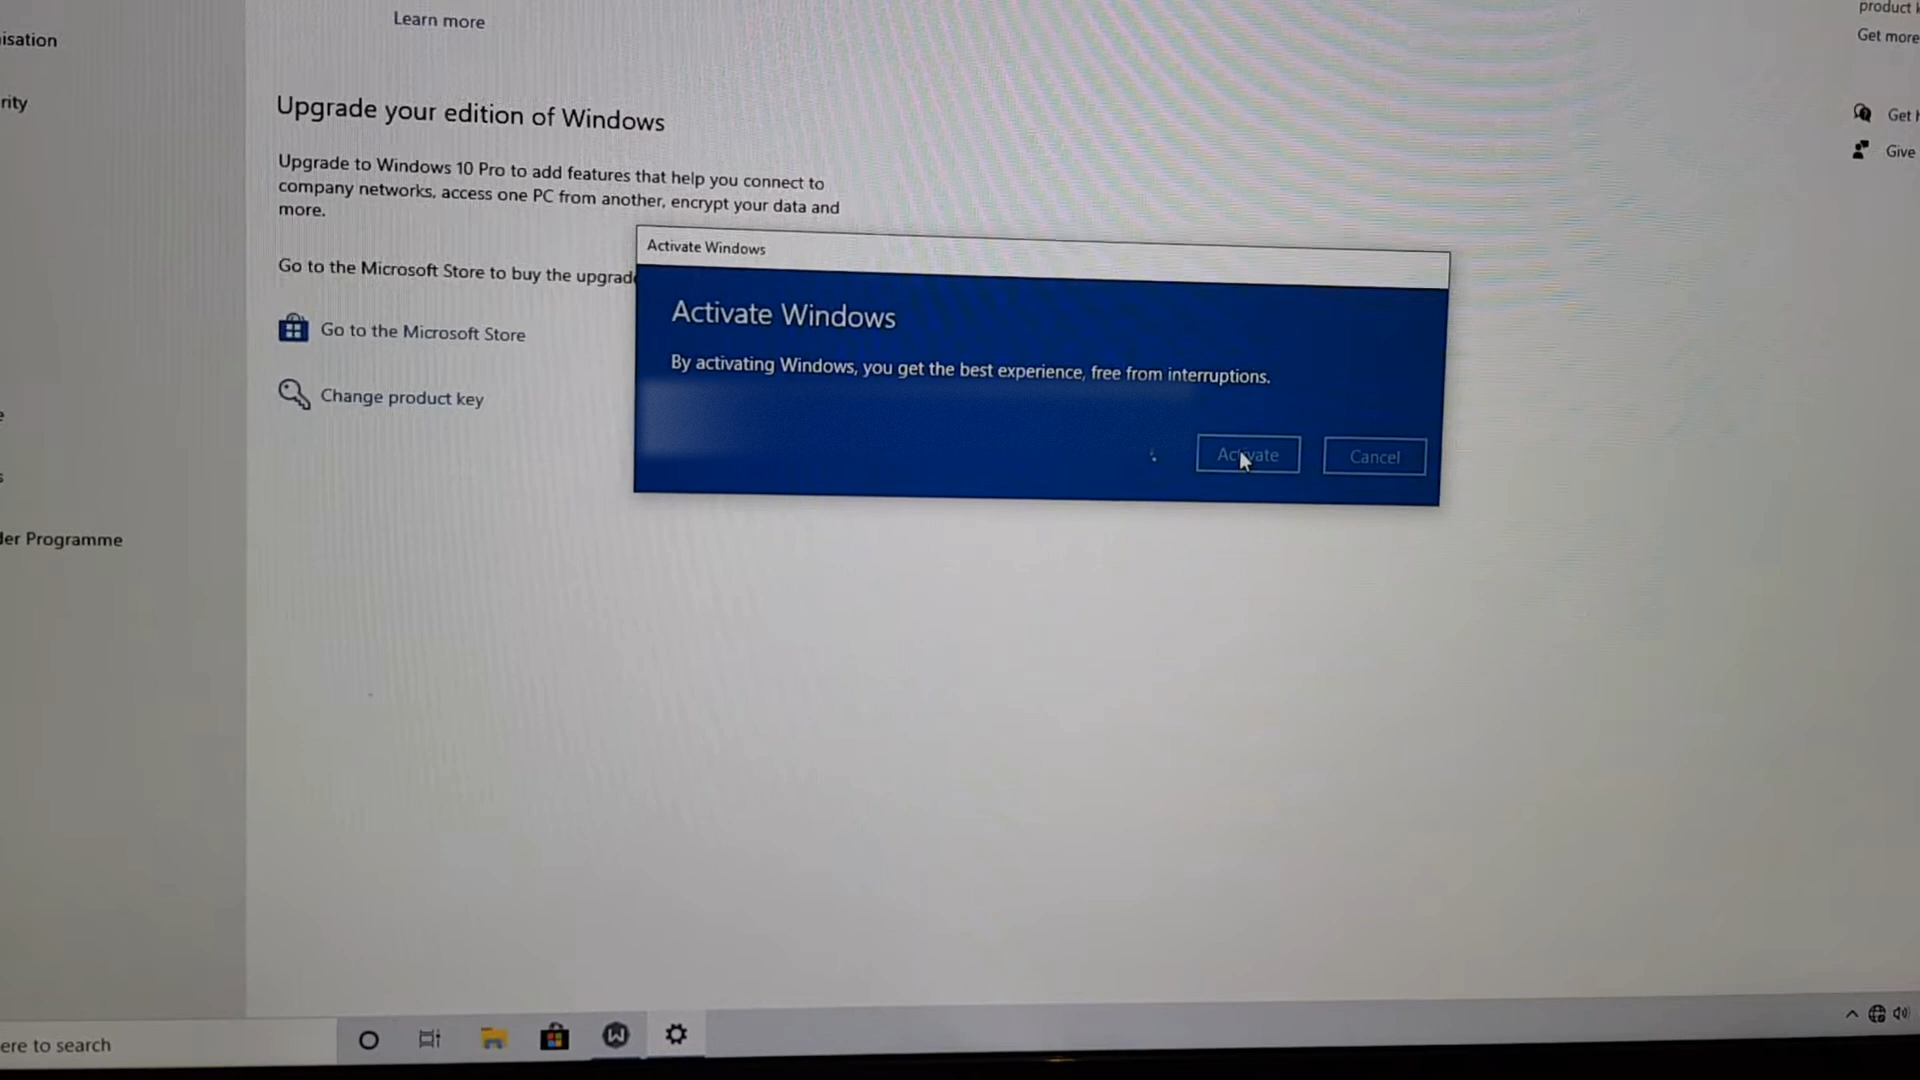 Learn more
isation
rity
Upgrade your edition of Windows
Upgrade to Windows 10 Pro to add features that help you connect to
company networks, access one PC from another, encrypt your data and
more.
Go to the Microsoft Store to buy the upgrade
Go to the Microsoft Store
Change product key
Activate Windows
Activate Windows
By activating Windows, you get the best experience, free from interruptions.
Activate
Cancel
product k
Get more
Get h
Give
e
s
der Programme
ere to search